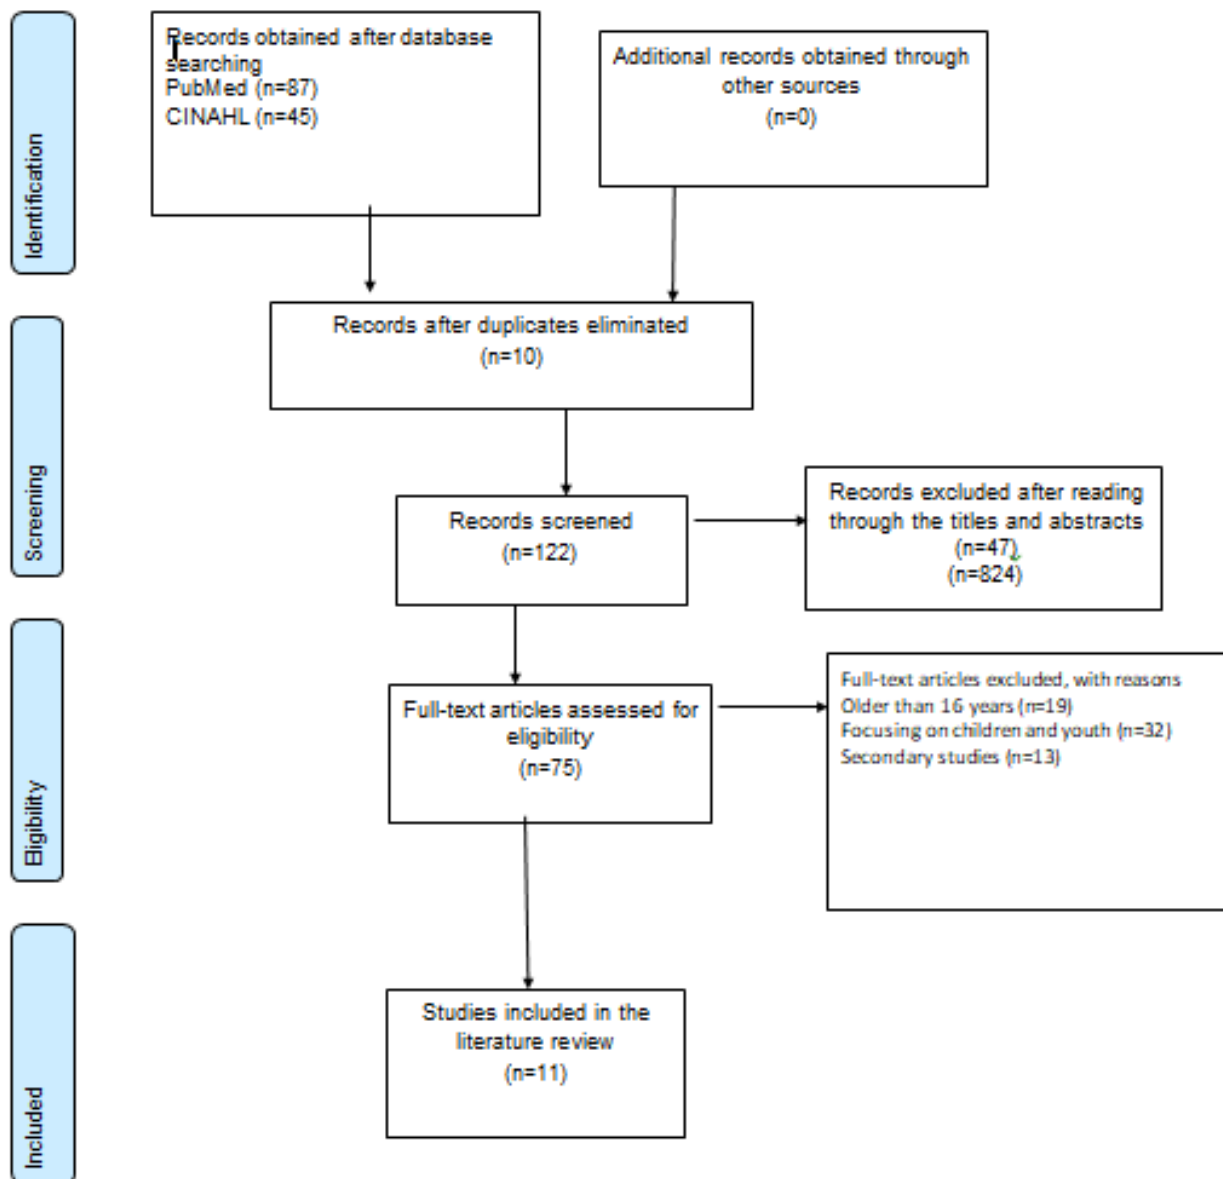 Identification
Records obtained after database
searching
PubMed (n=87)
CINAHL (n=45)
Additional records obtained through
other sources
(n=0)
Records after duplicates eliminated
(n=10)
Screening
Records screened
(n=122)
Records excluded after reading
through the titles and abstracts
(n=47)
(n=824)
Eligibility
Full-text articles assessed for
eligibility
(n=75)
Full-text articles excluded, with reasons
Older than 16 years (n=19)
Focusing on children and youth (n=32)
Secondary studies (n=13)
Included
Studies included in the
literature review
(n=11)